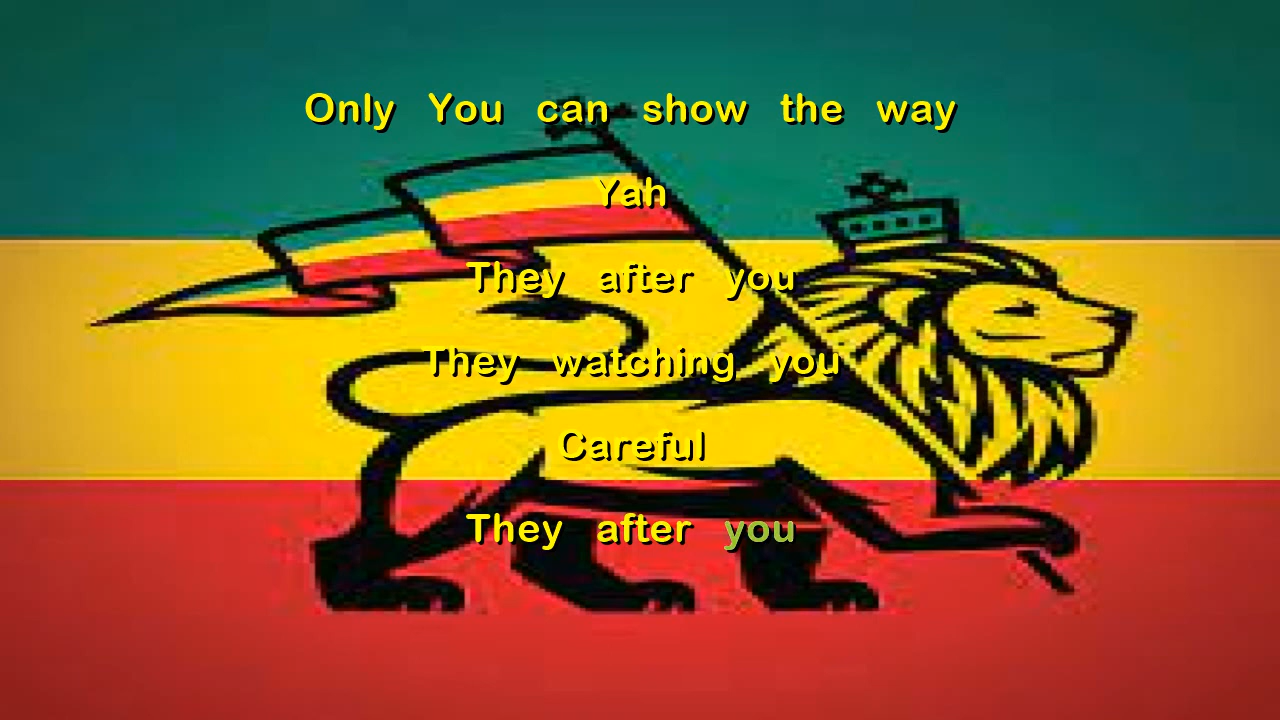 Only You can show the way
Yah
They after you
They watching you
Careful
They after you